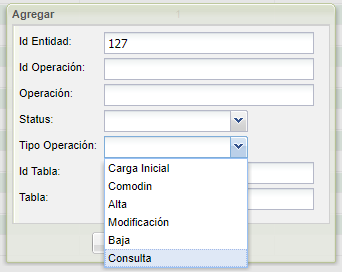 Agregar
Id Entidad: 127
Id Operación:
Operación:
Status:
Tipo Operación:
Carga Inicial
Comodin
Alta
Modificación
Baja
Consulta
Id Tabla:
Tabla: